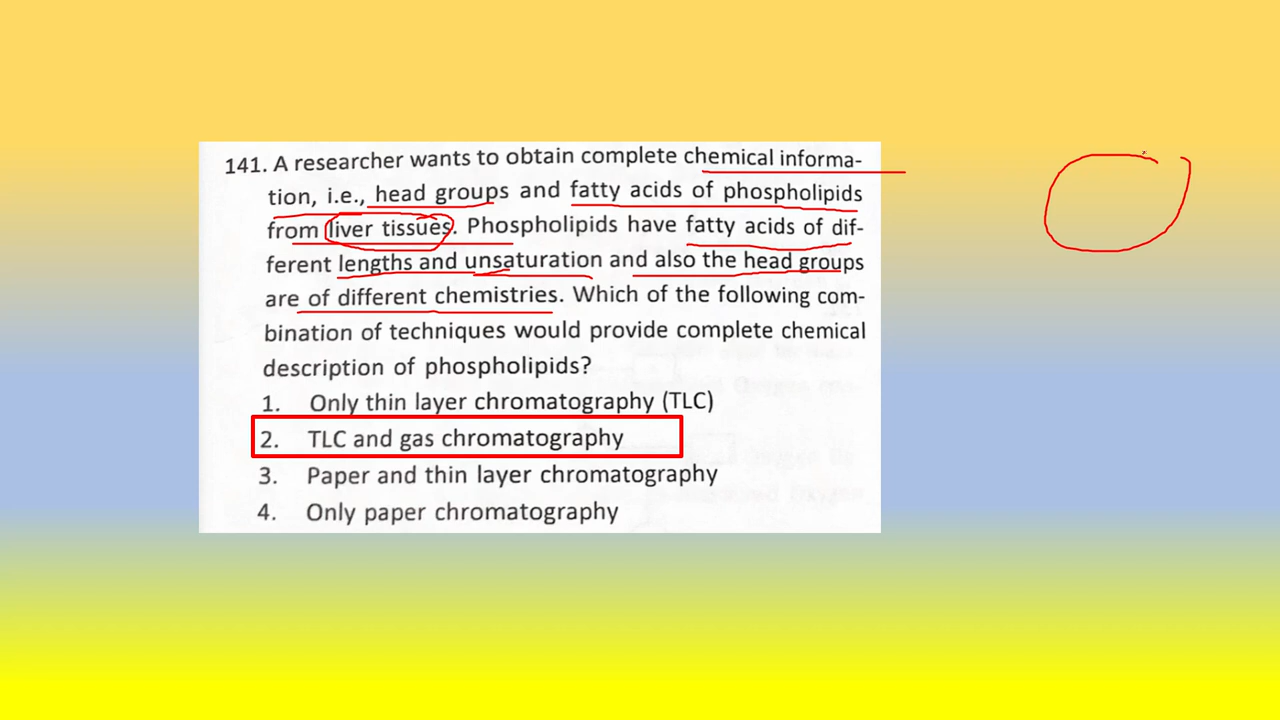 141. A researcher wants to obtain complete chemical informa-
tion, i.e., head groups and fatty acids of phospholipids
from liver tissues. Phospholipids have fatty acids of dif-
ferent lengths and unsaturation and also the head groups
are of different chemistries. Which of the following com-
bination of techniques would provide complete chemical
description of phospholipids?
1. Only thin layer chromatography (TLC)
2. TLC and gas chromatography
3. Paper and thin layer chromatography
4. Only paper chromatography